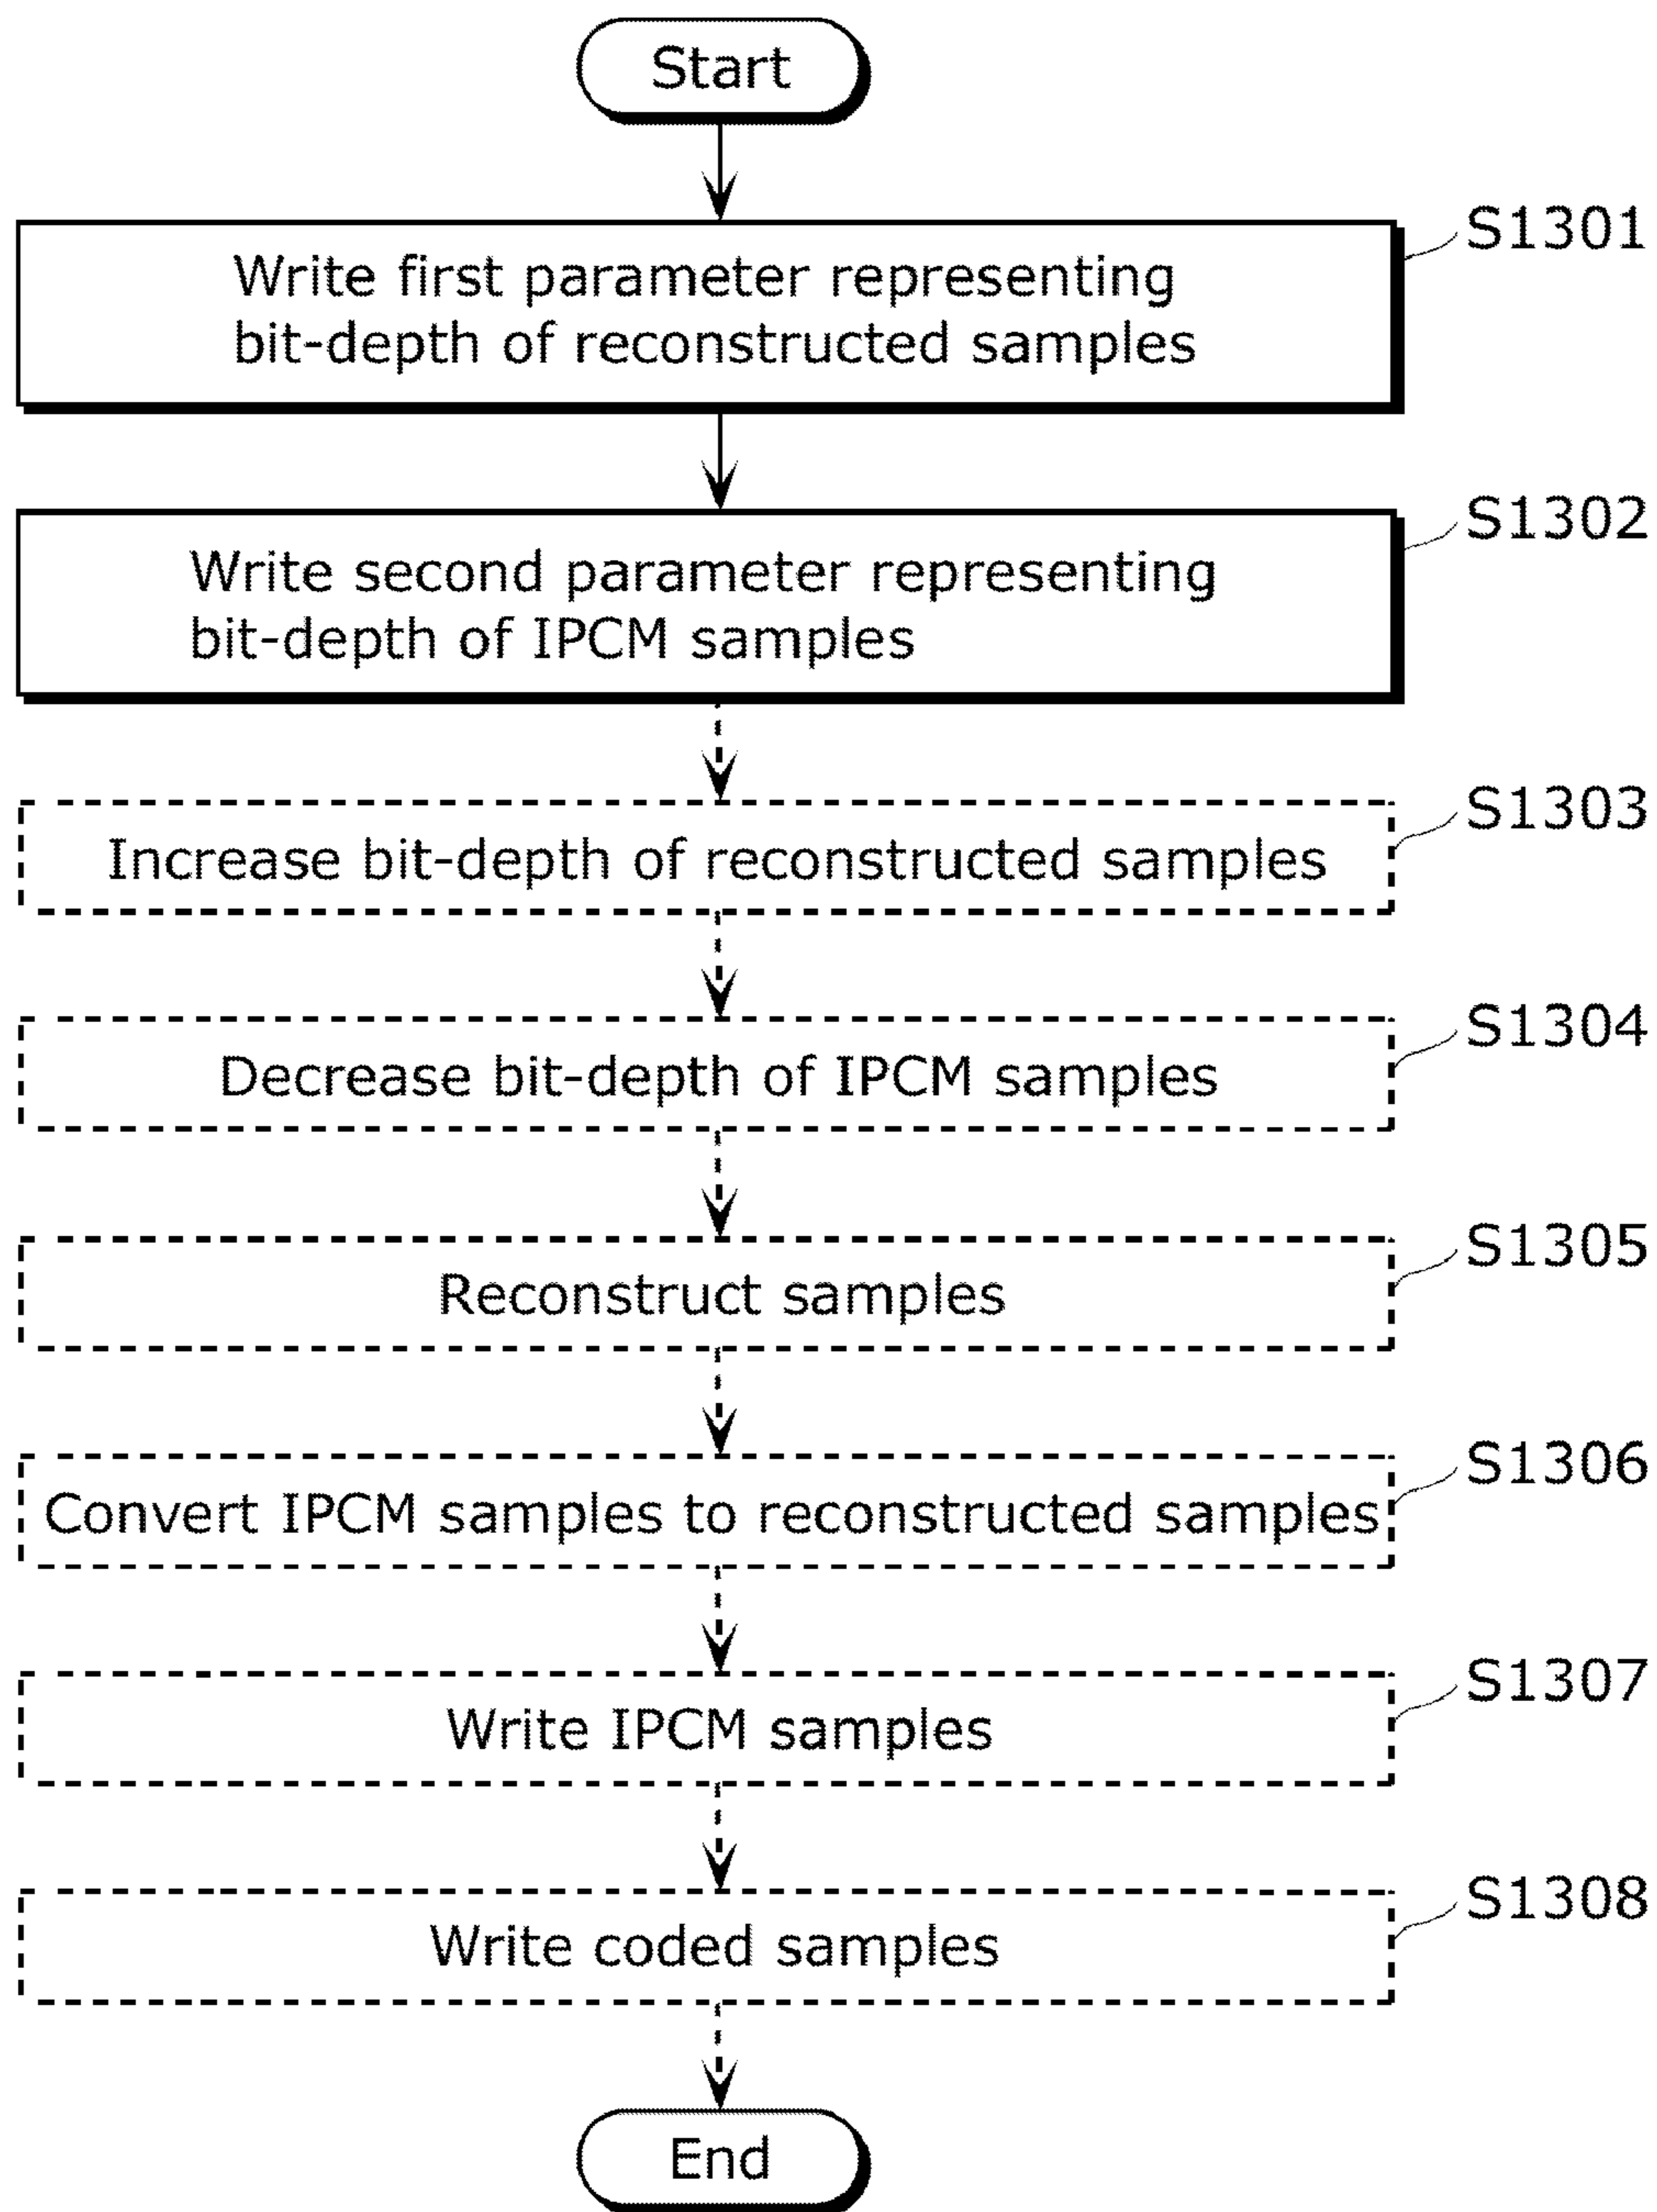 Start
S1301
Write first parameter representing
bit-depth of reconstructed samples
S1302
Write second parameter representing
bit-depth of IPCM samples
S1303
Increase bit-depth of reconstructed samples
S1304
Decrease bit-depth of IPCM samples
S1305
Reconstruct samples
S1306
Convert IPCM samples to reconstructed samples
S1307
Write IPCM samples
S1308
Write coded samples
End